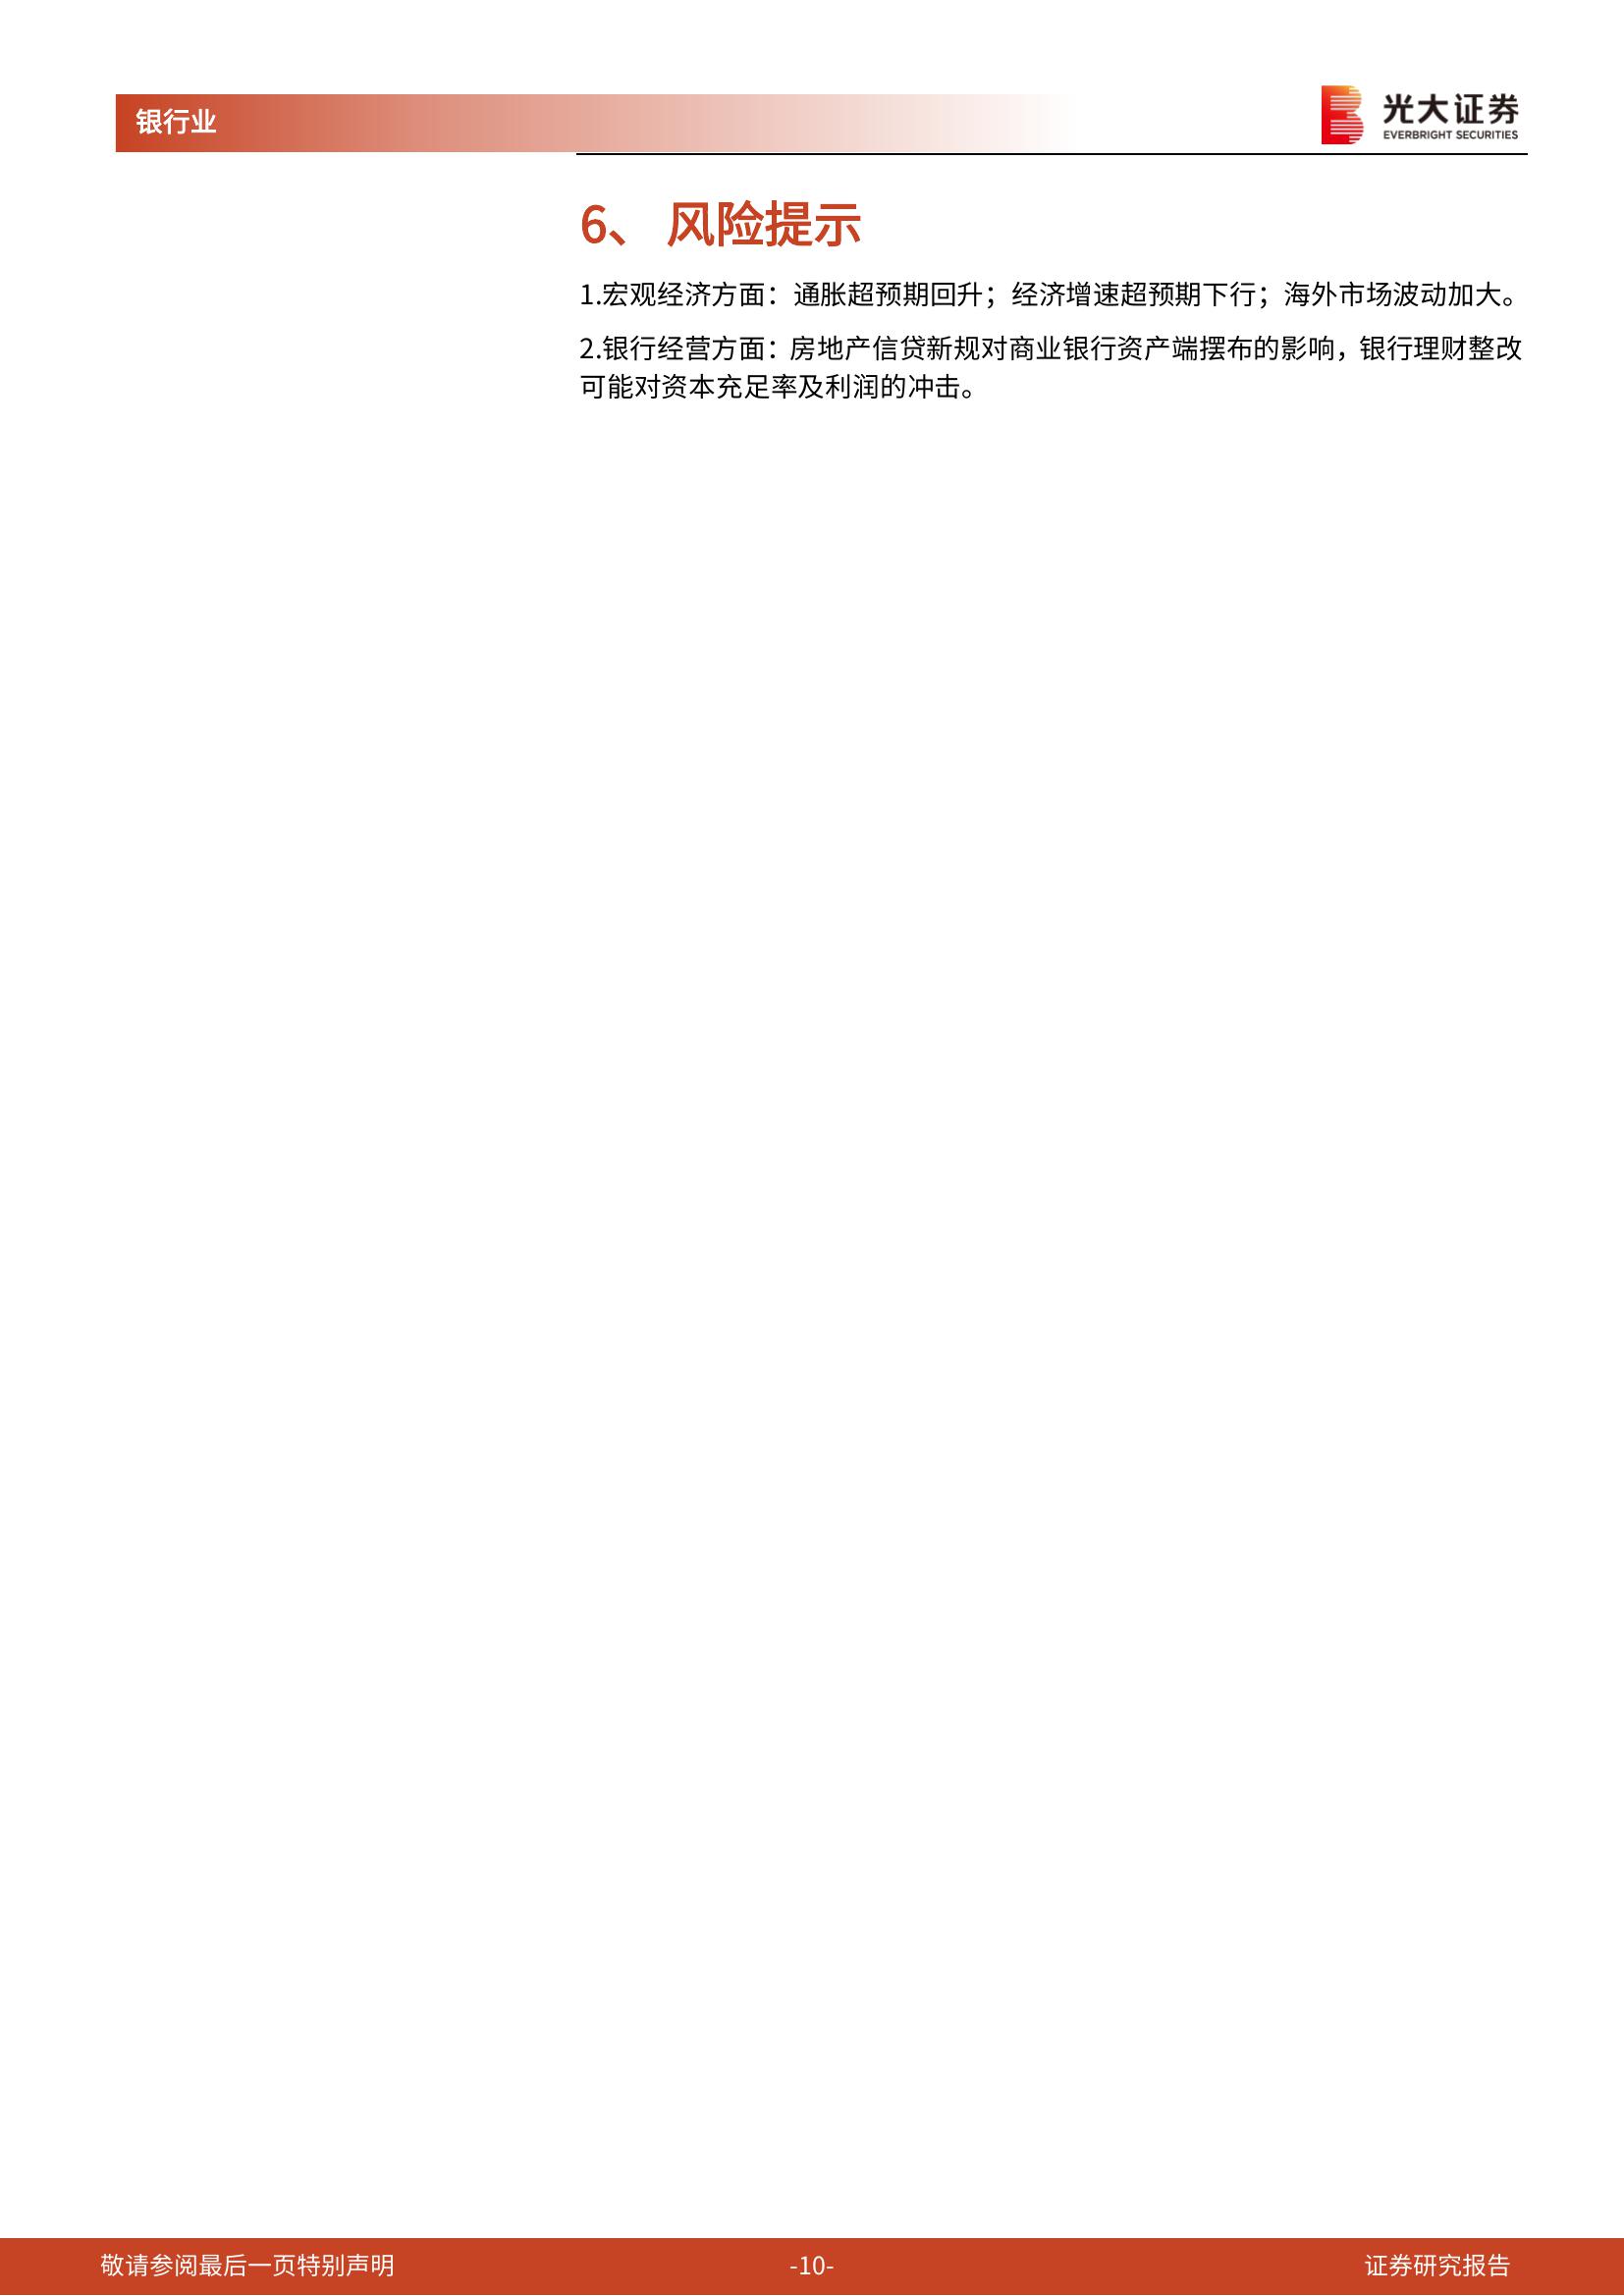 银行业
光大证券
EVERBRIGHT SECURITIES
6、 风险提示
1.宏观经济方面：通胀超预期回升；经济增速超预期下行；海外市场波动加大。
2.银行经营方面：房地产信贷新规对商业银行资产端摆布的影响，银行理财整改
可能对资本充足率及利润的冲击。
敬请参阅最后一页特别声明
-10-
证券研究报告